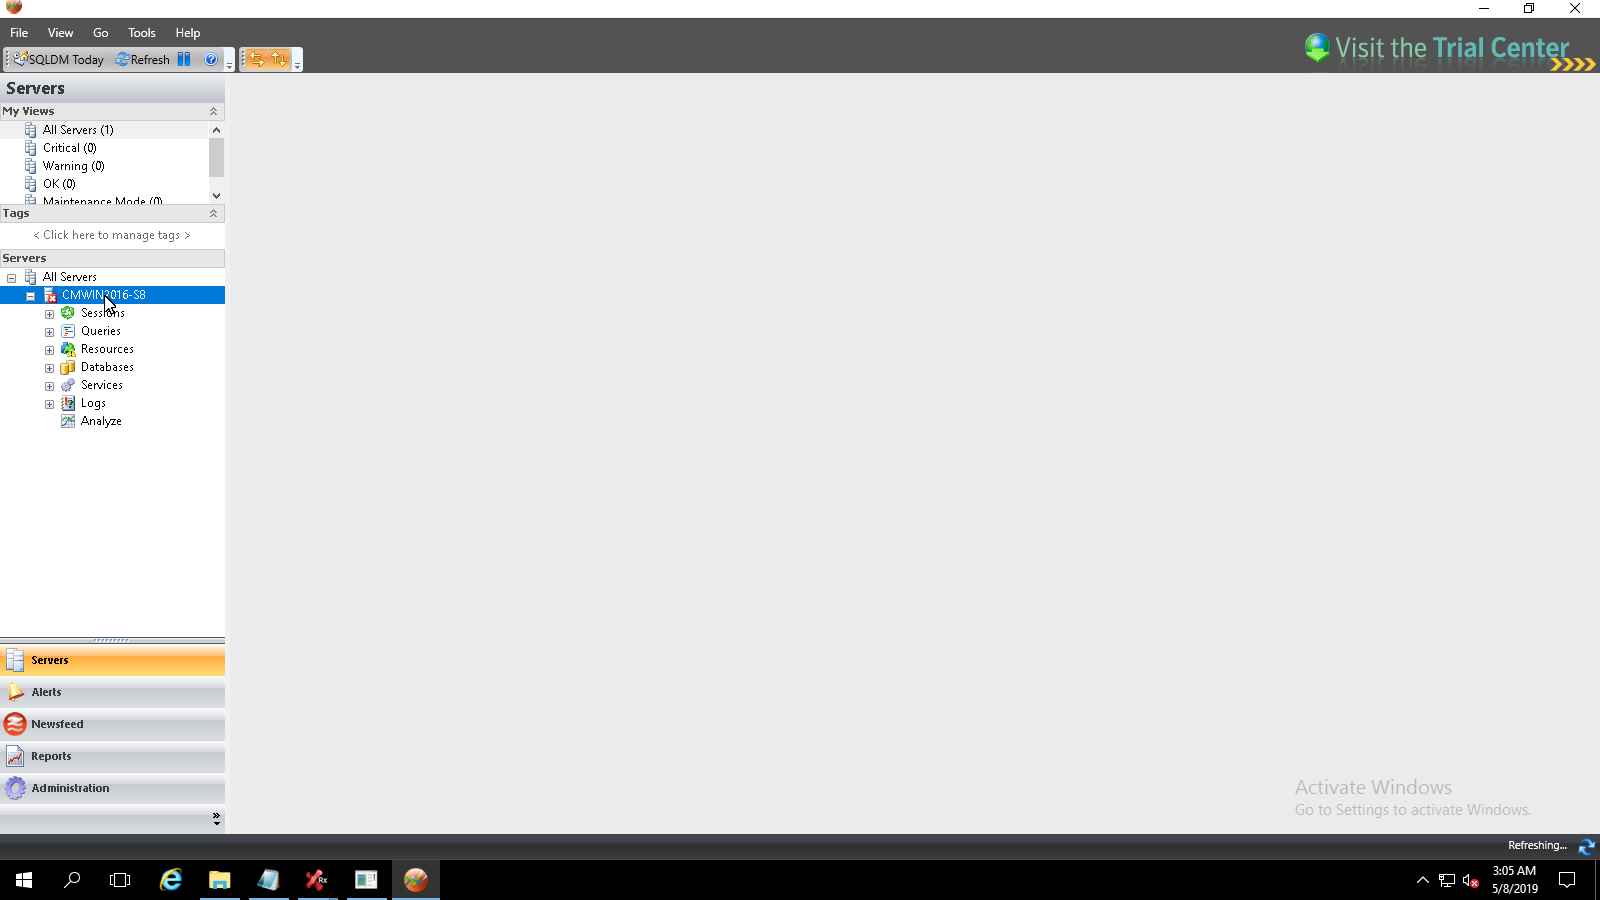 File View Go Tools Help
Visit the Trial Center
SQLDM Today Refresh
Servers
My Views
All Servers (1)
Critical (0)
Warning (0)
OK (0)
Maintenance Mode (0)
Tags
< Click here to manage tags >
Servers
All Servers
CMWIN2016-S8
Sessions
Queries
Resources
Databases
Services
Logs
Analyze
Servers
Alerts
Newsfeed
Reports
Administration
Activate Windows
Go to Settings to activate Windows.
Refreshing...
Rx
3:05 AM
5/8/2019